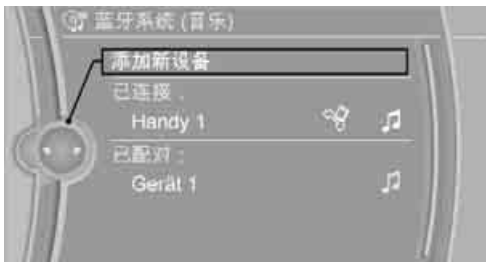 蓝牙系统 (音乐)
添加新设备
已连接：
Handy 1
已配对：
Gerät 1